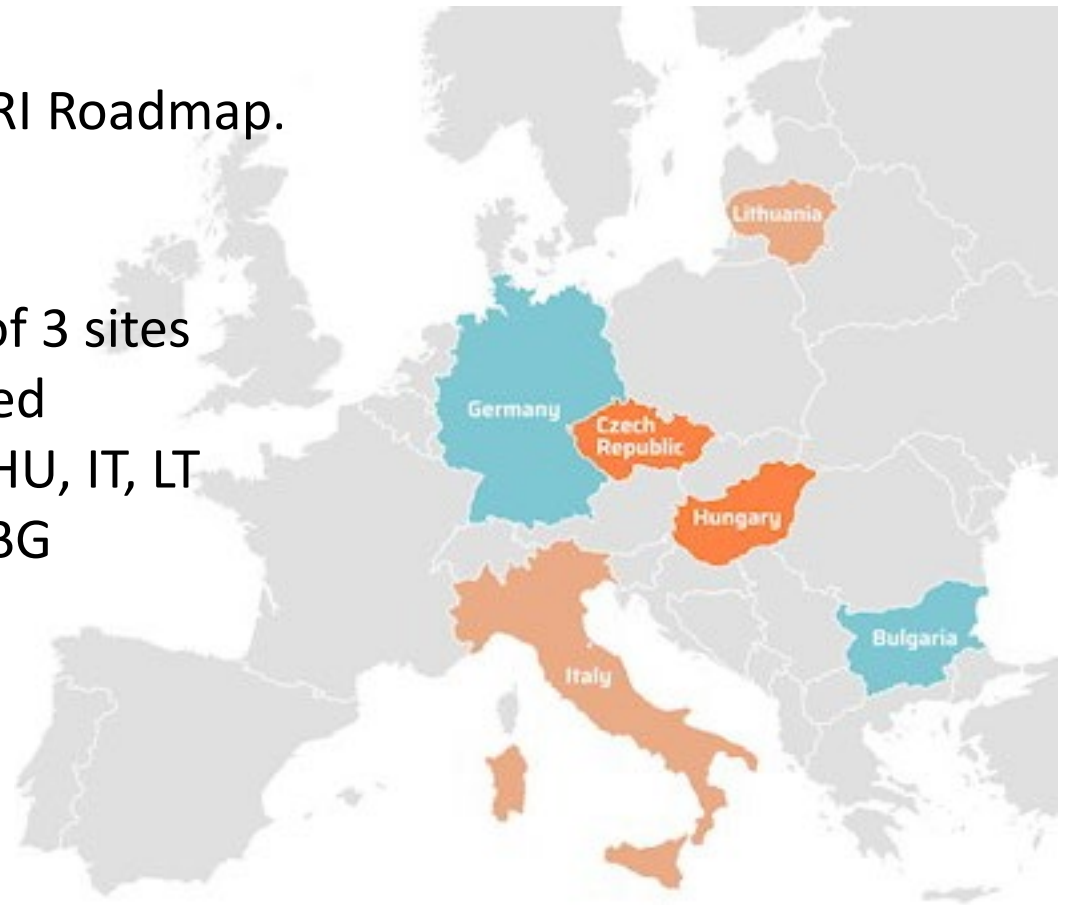 RI Roadmap.
of 3 sites
ed
HU, IT, LT
BG
Lithuania
Germany
Czech
Republic
Hungary
Bulgaria
Italy